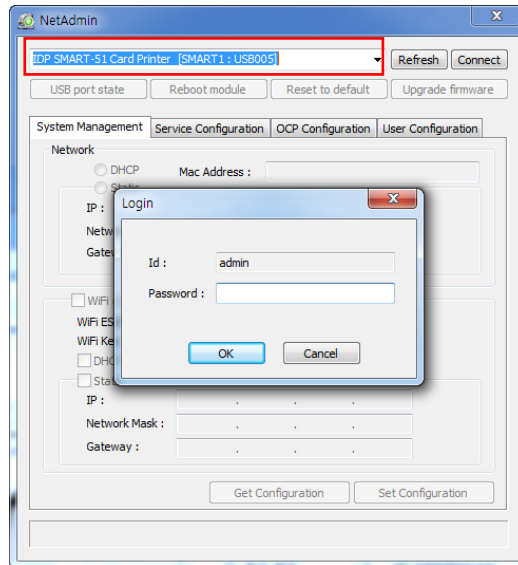 NetAdmin
IDP SMART-51 Card Printer [SMART1 : USB005]
Refresh
Connect
USB port state
Reboot module
Reset to default
Upgrade firmware
System Management
Service Configuration
OCP Configuration
User Configuration
Network
DHCP
Mac Address :
Static
IP :
Login
Id :
admin
Password :
OK
Cancel
WiFi
IP :
Network Mask :
Gateway :
Get Configuration
Set Configuration